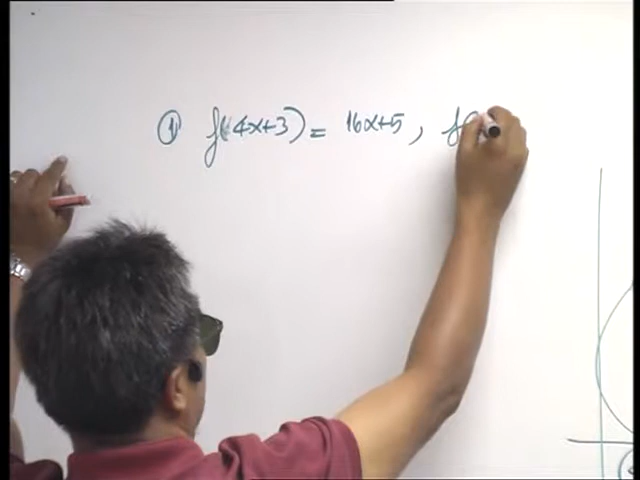 ① f(4x+3) = 16x+5, f(